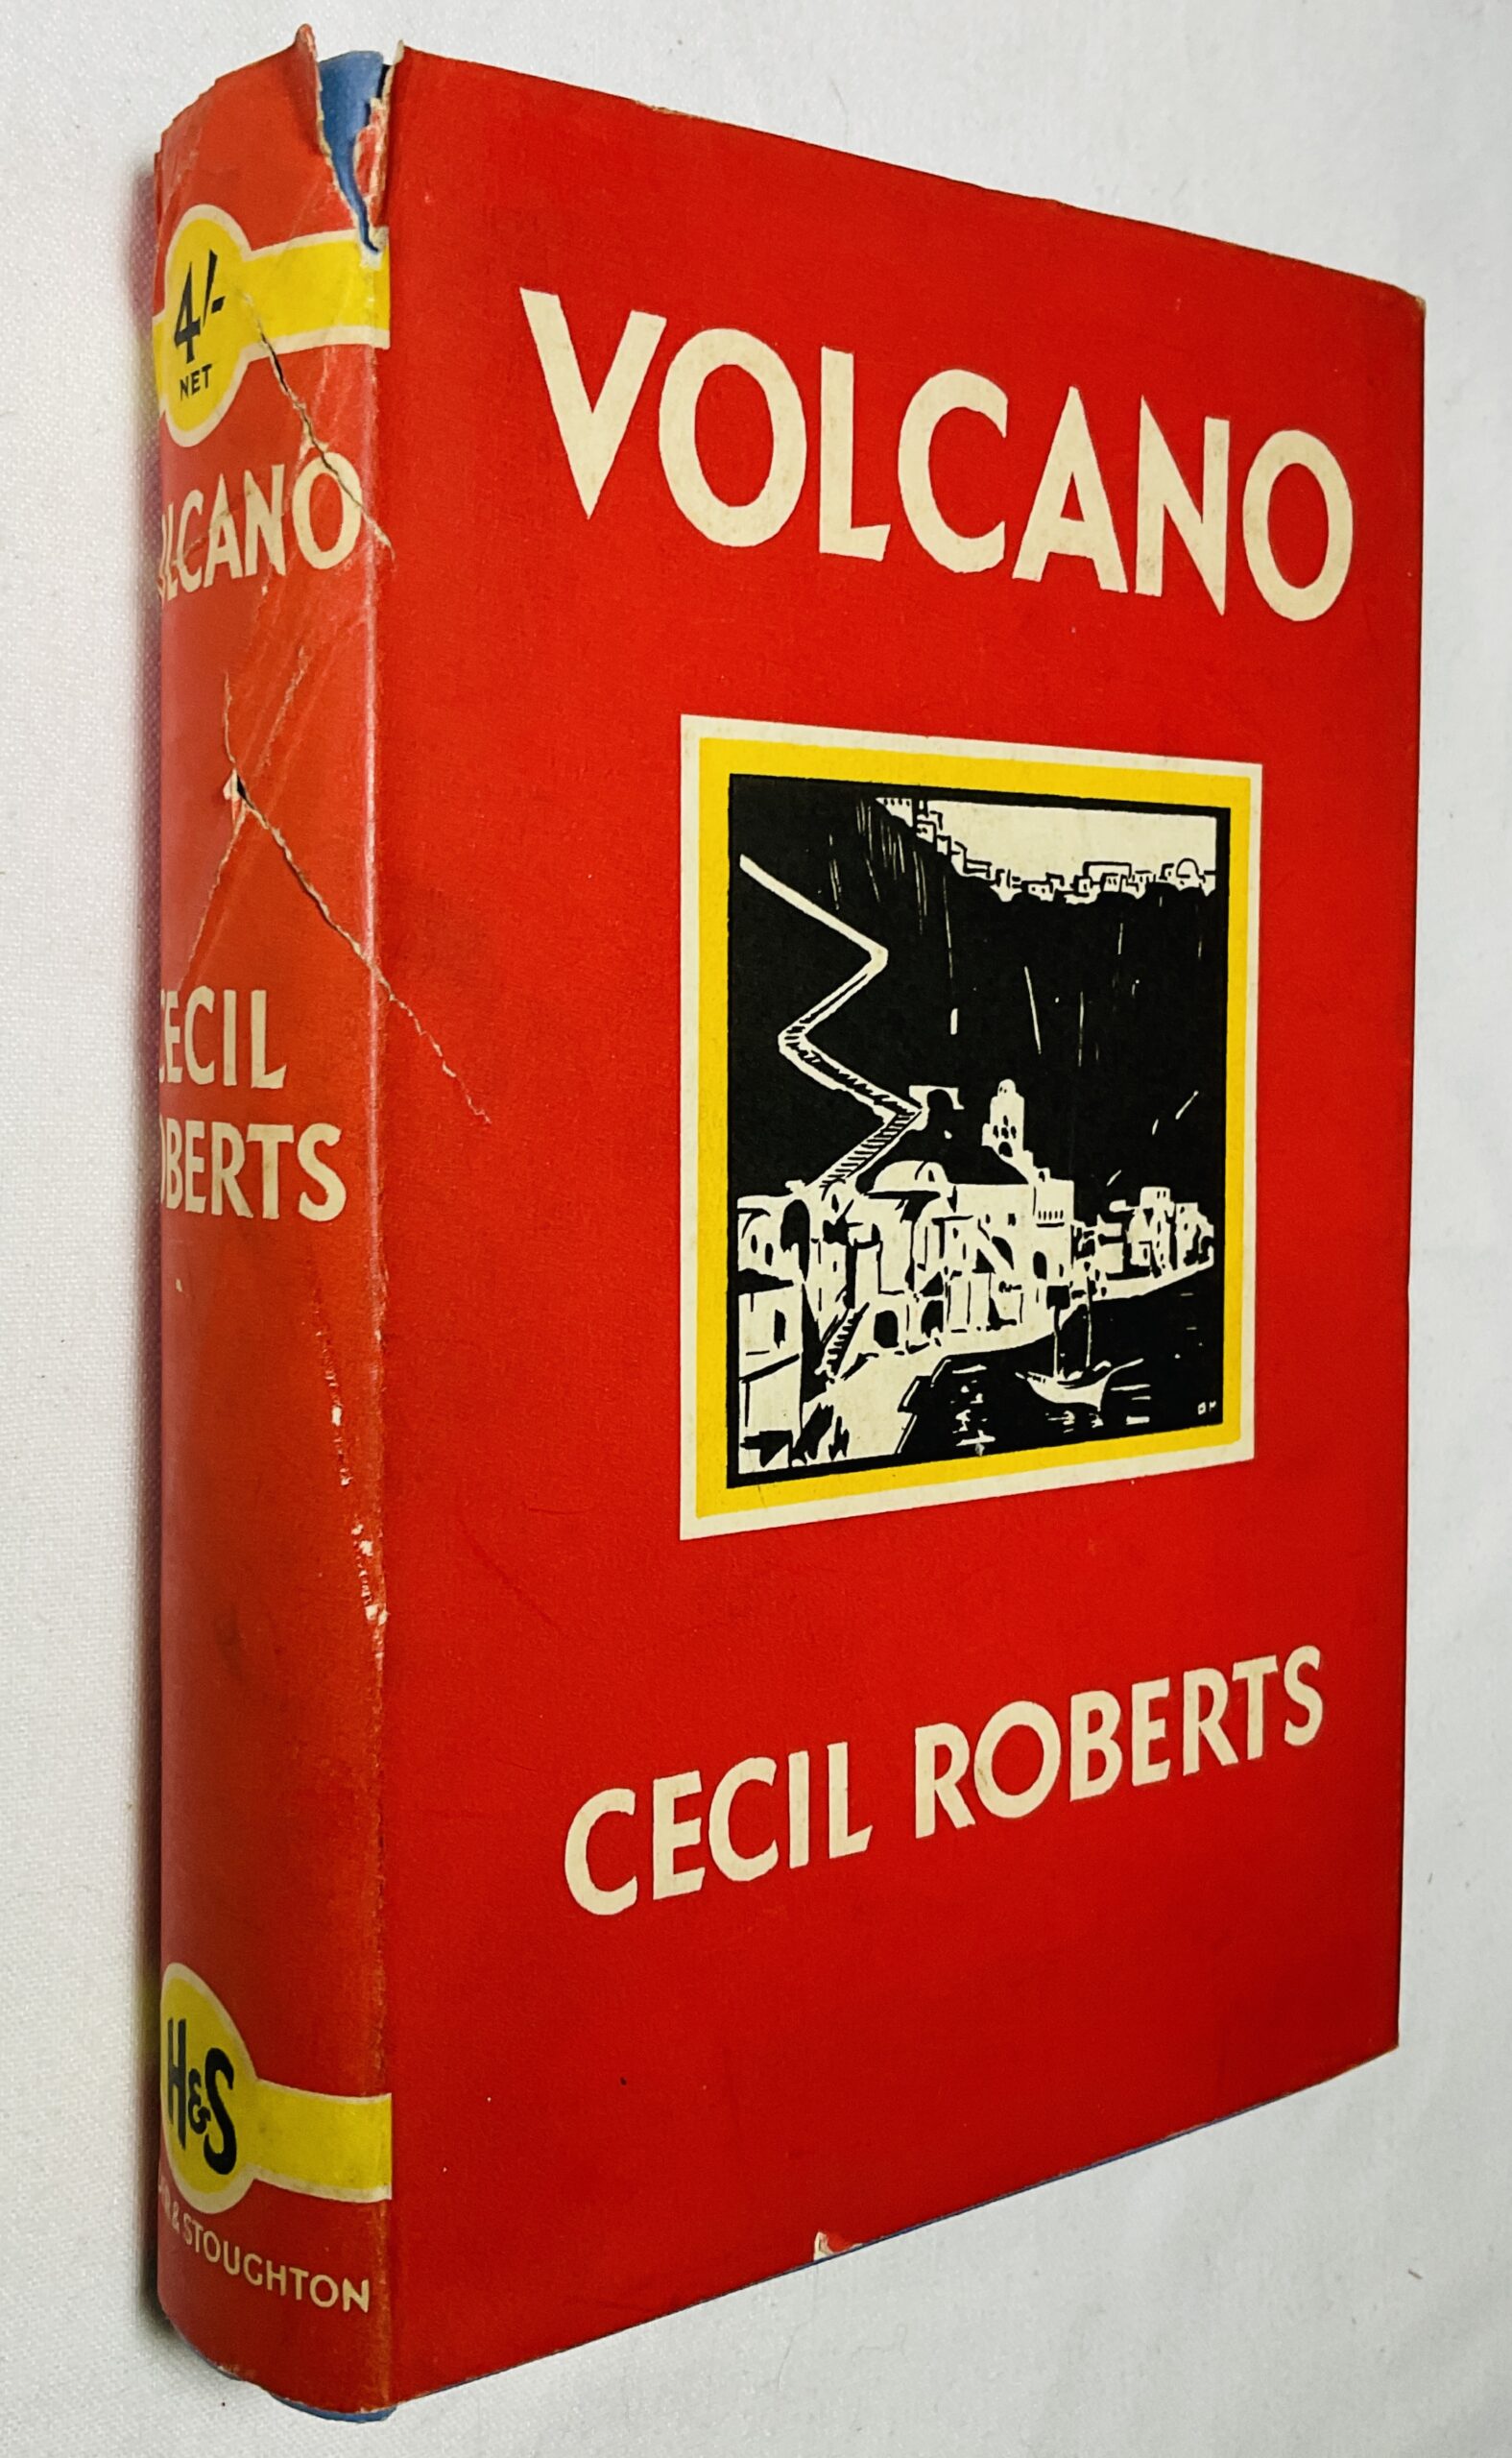 4/-
NET
VOLCANO
CECIL
ROBERTS
H&S
& STOUGHTON
VOLCANO
CECIL ROBERTS